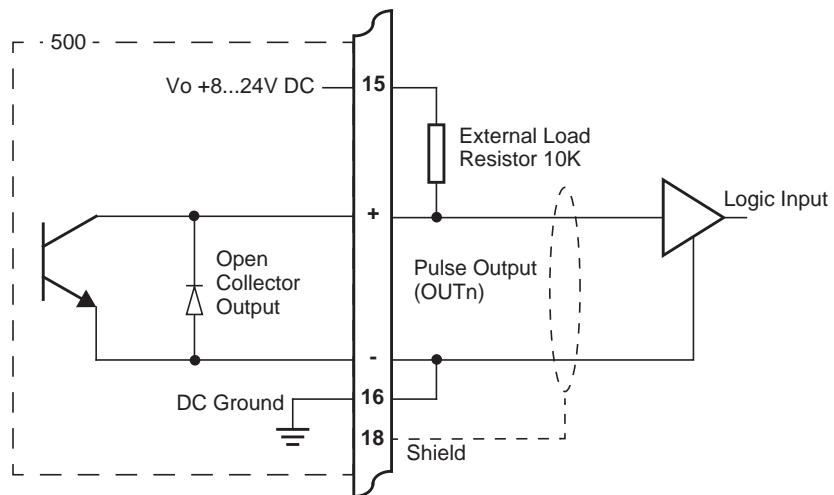 500
Vo +8...24V DC
15
External Load
Resistor 10K
Logic Input
+
Open
Collector
Output
Pulse Output
(OUTn)
-
DC Ground
16
18
Shield